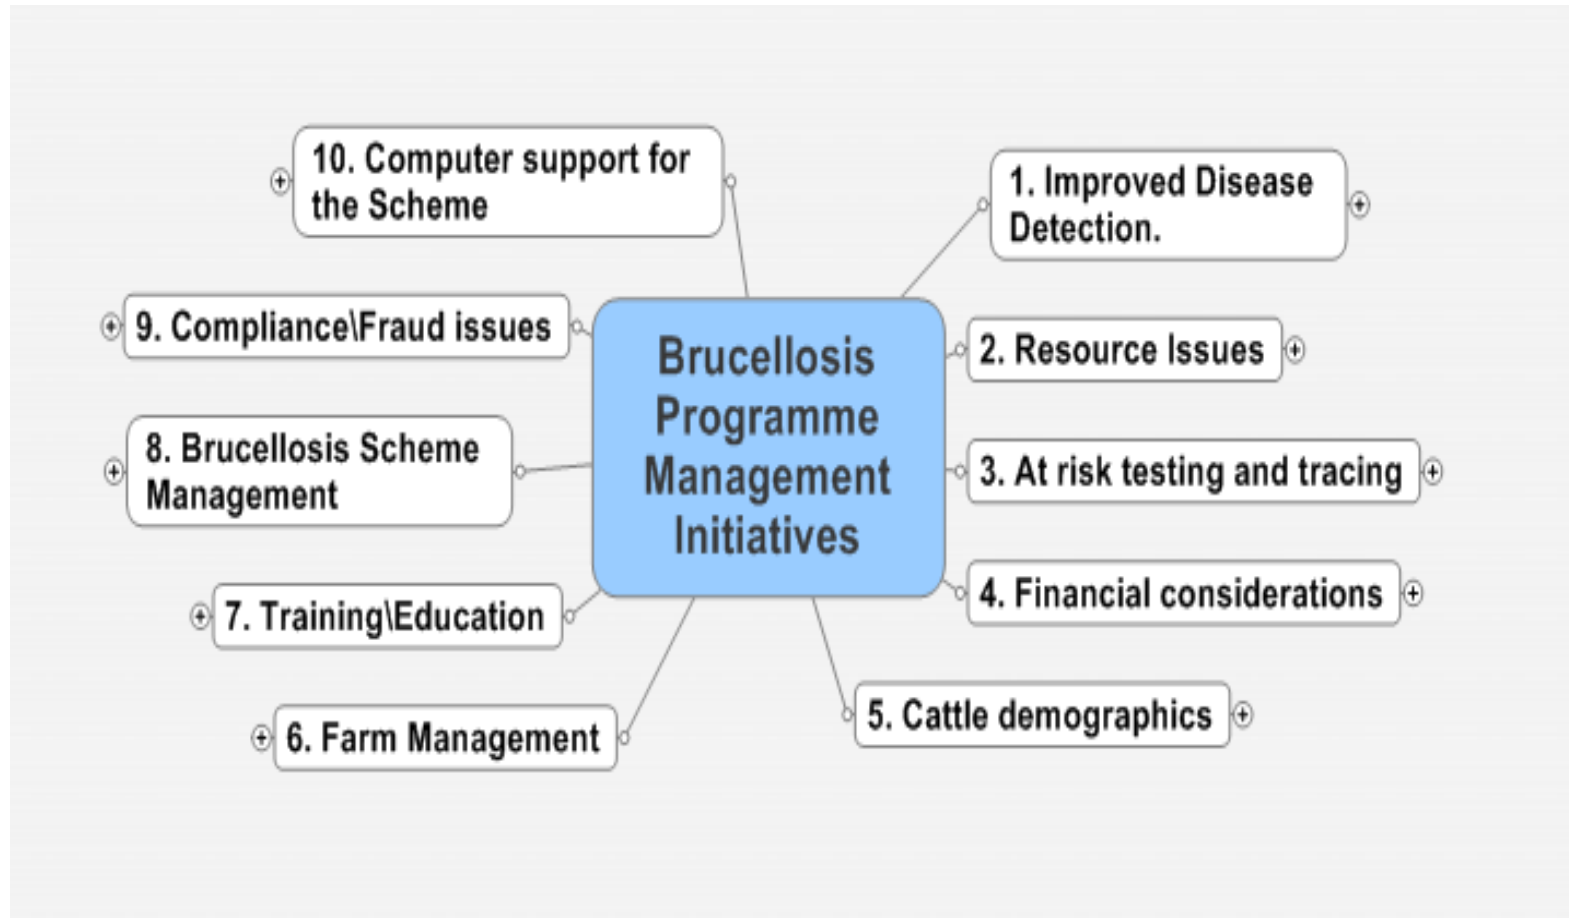 Brucellosis
Programme
Management
Initiatives
1. Improved Disease
Detection.
2. Resource Issues
3. At risk testing and tracing
4. Financial considerations
5. Cattle demographics
6. Farm Management
7. Training\Education
8. Brucellosis Scheme
Management
9. Compliance\Fraud issues
10. Computer support for
the Scheme